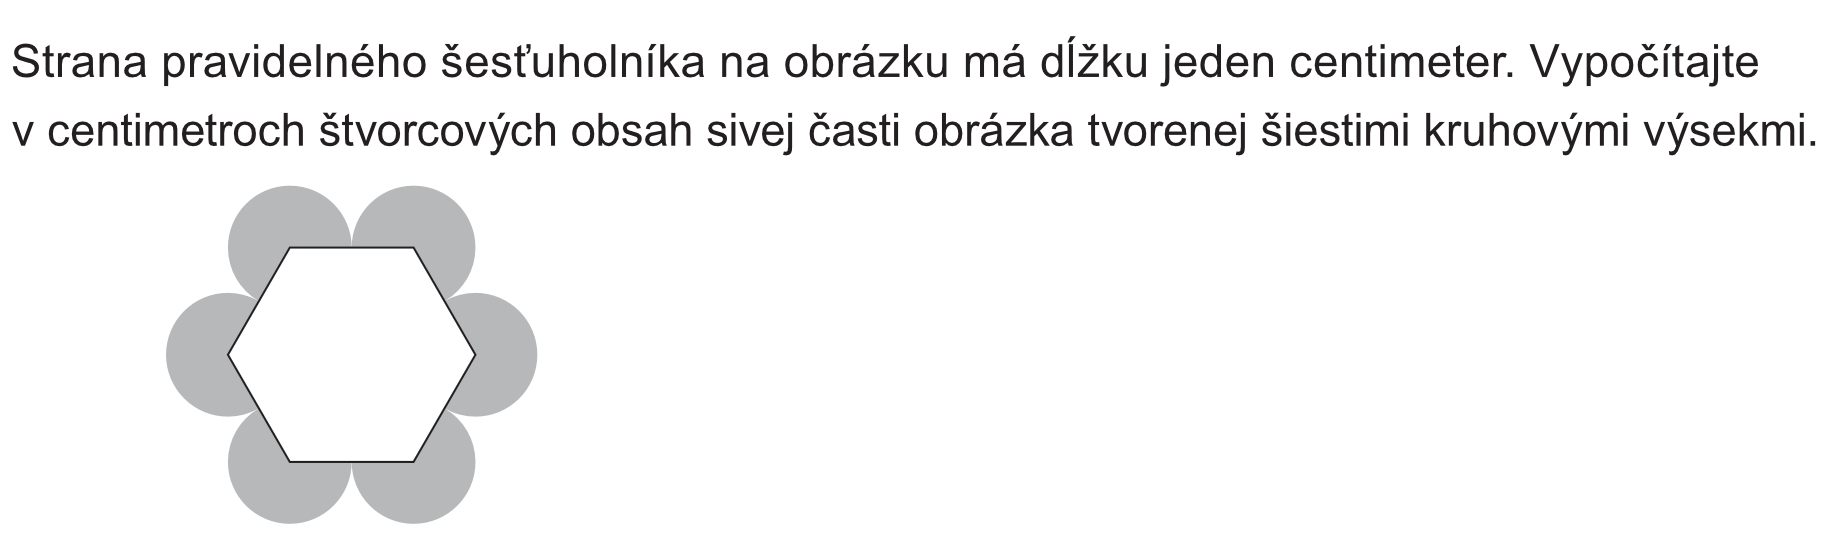 Strana pravidelného šesťuholníka na obrázku má dĺžku jeden centimeter. Vypočítajte
v centimetroch štvorcových obsah sivej časti obrázka tvorenej šiestimi kruhovými výsekmi.